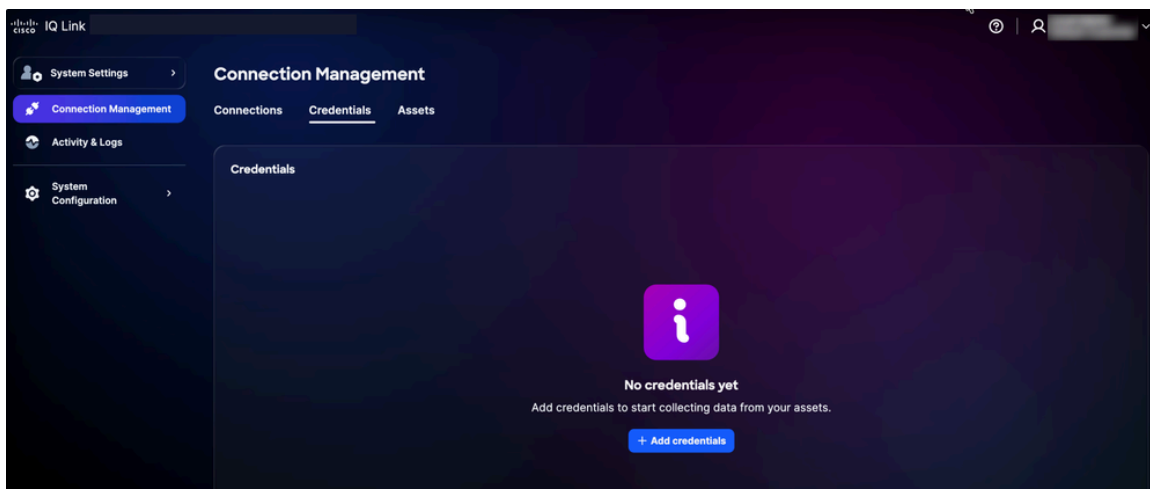 cisco IQ Link
System Settings
Connection Management
Activity & Logs
System
Configuration
Connection Management
Connections Credentials Assets
Credentials
No credentials yet
Add credentials to start collecting data from your assets.
+ Add credentials